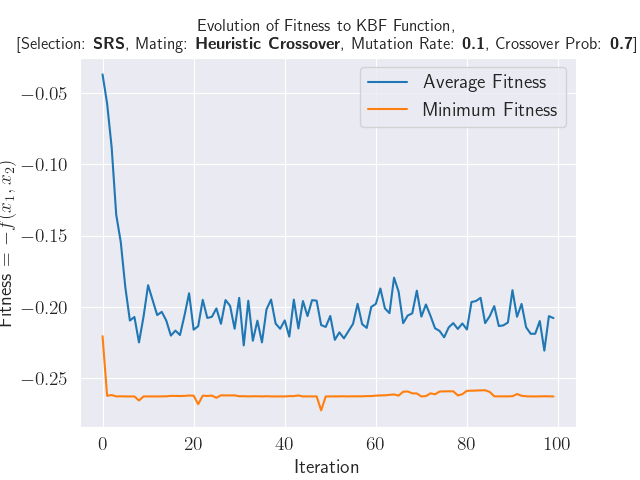 Evolution of Fitness to KBF Function,
[Selection: SRS, Mating: Heuristic Crossover, Mutation Rate: 0.1, Crossover Prob: 0.7]
Average Fitness
Minimum Fitness
Fitness = −f(x₁, x₂)
−0.05
−0.10
−0.15
−0.20
−0.25
0 20 40 60 80 100
Iteration